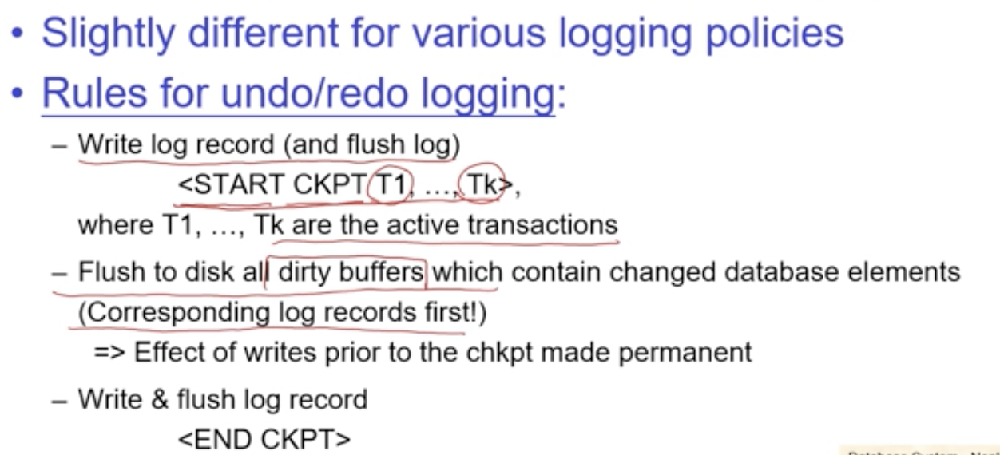 • Slightly different for various logging policies
• Rules for undo/redo logging:
– Write log record (and flush log)
<START CKPT T1, …, Tk>,
where T1, …, Tk are the active transactions
– Flush to disk all dirty buffers which contain changed database elements
(Corresponding log records first!)
=> Effect of writes prior to the chkpt made permanent
– Write & flush log record
<END CKPT>